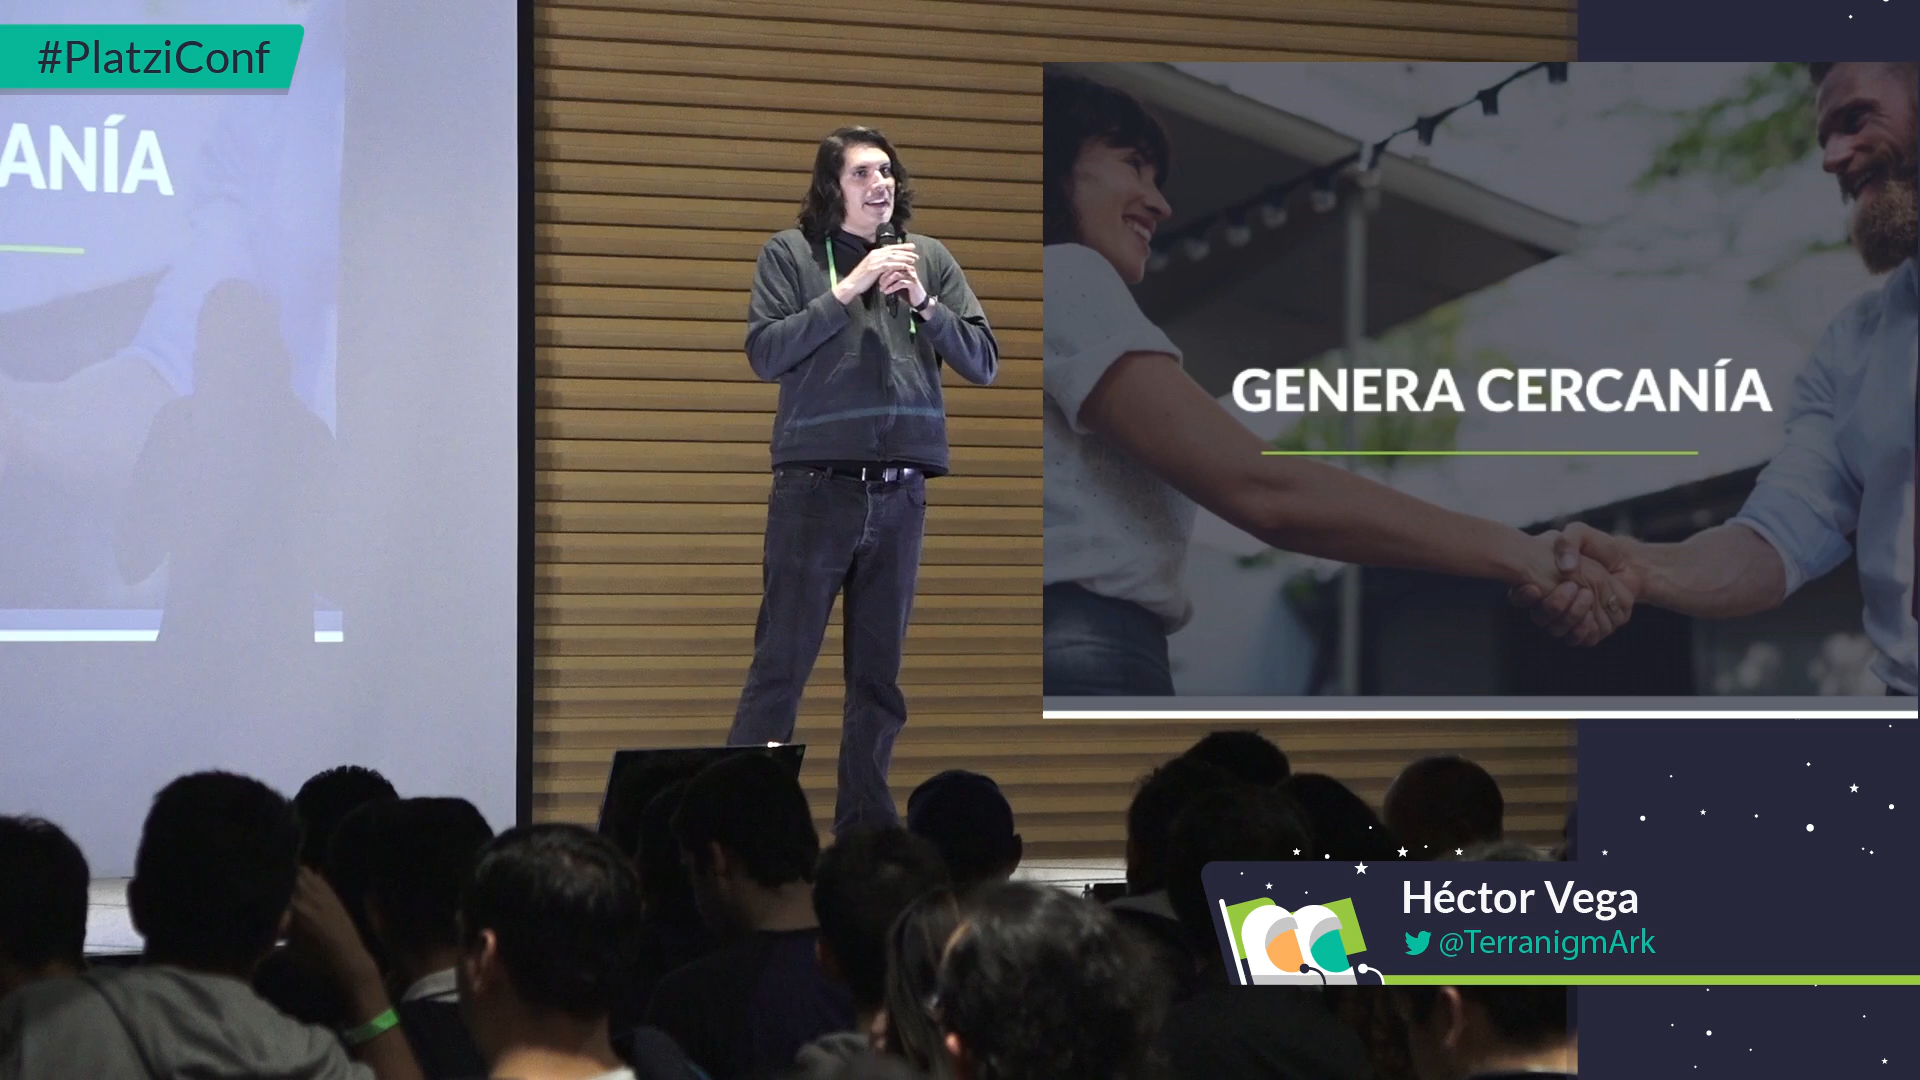 #PlatziConf
ANÍA
GENERA CERCANÍA
Héctor Vega
@TerranigmArk